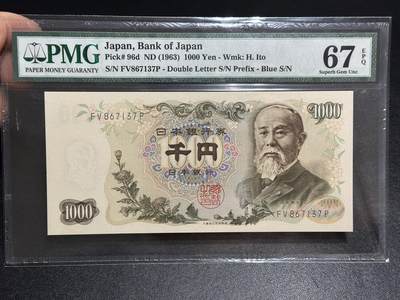 PMG
PAPER MONEY GUARANTY
Japan, Bank of Japan
Pick# 96d ND (1963) 1000 Yen - Wmk: H. Ito
S/N FV867137P - Double Letter S/N Prefix - Blue S/N
67 EPQ
Superb Gem Unc
1000
FV867137P
日本銀行券
千円
日本銀行
1000
FV867137P